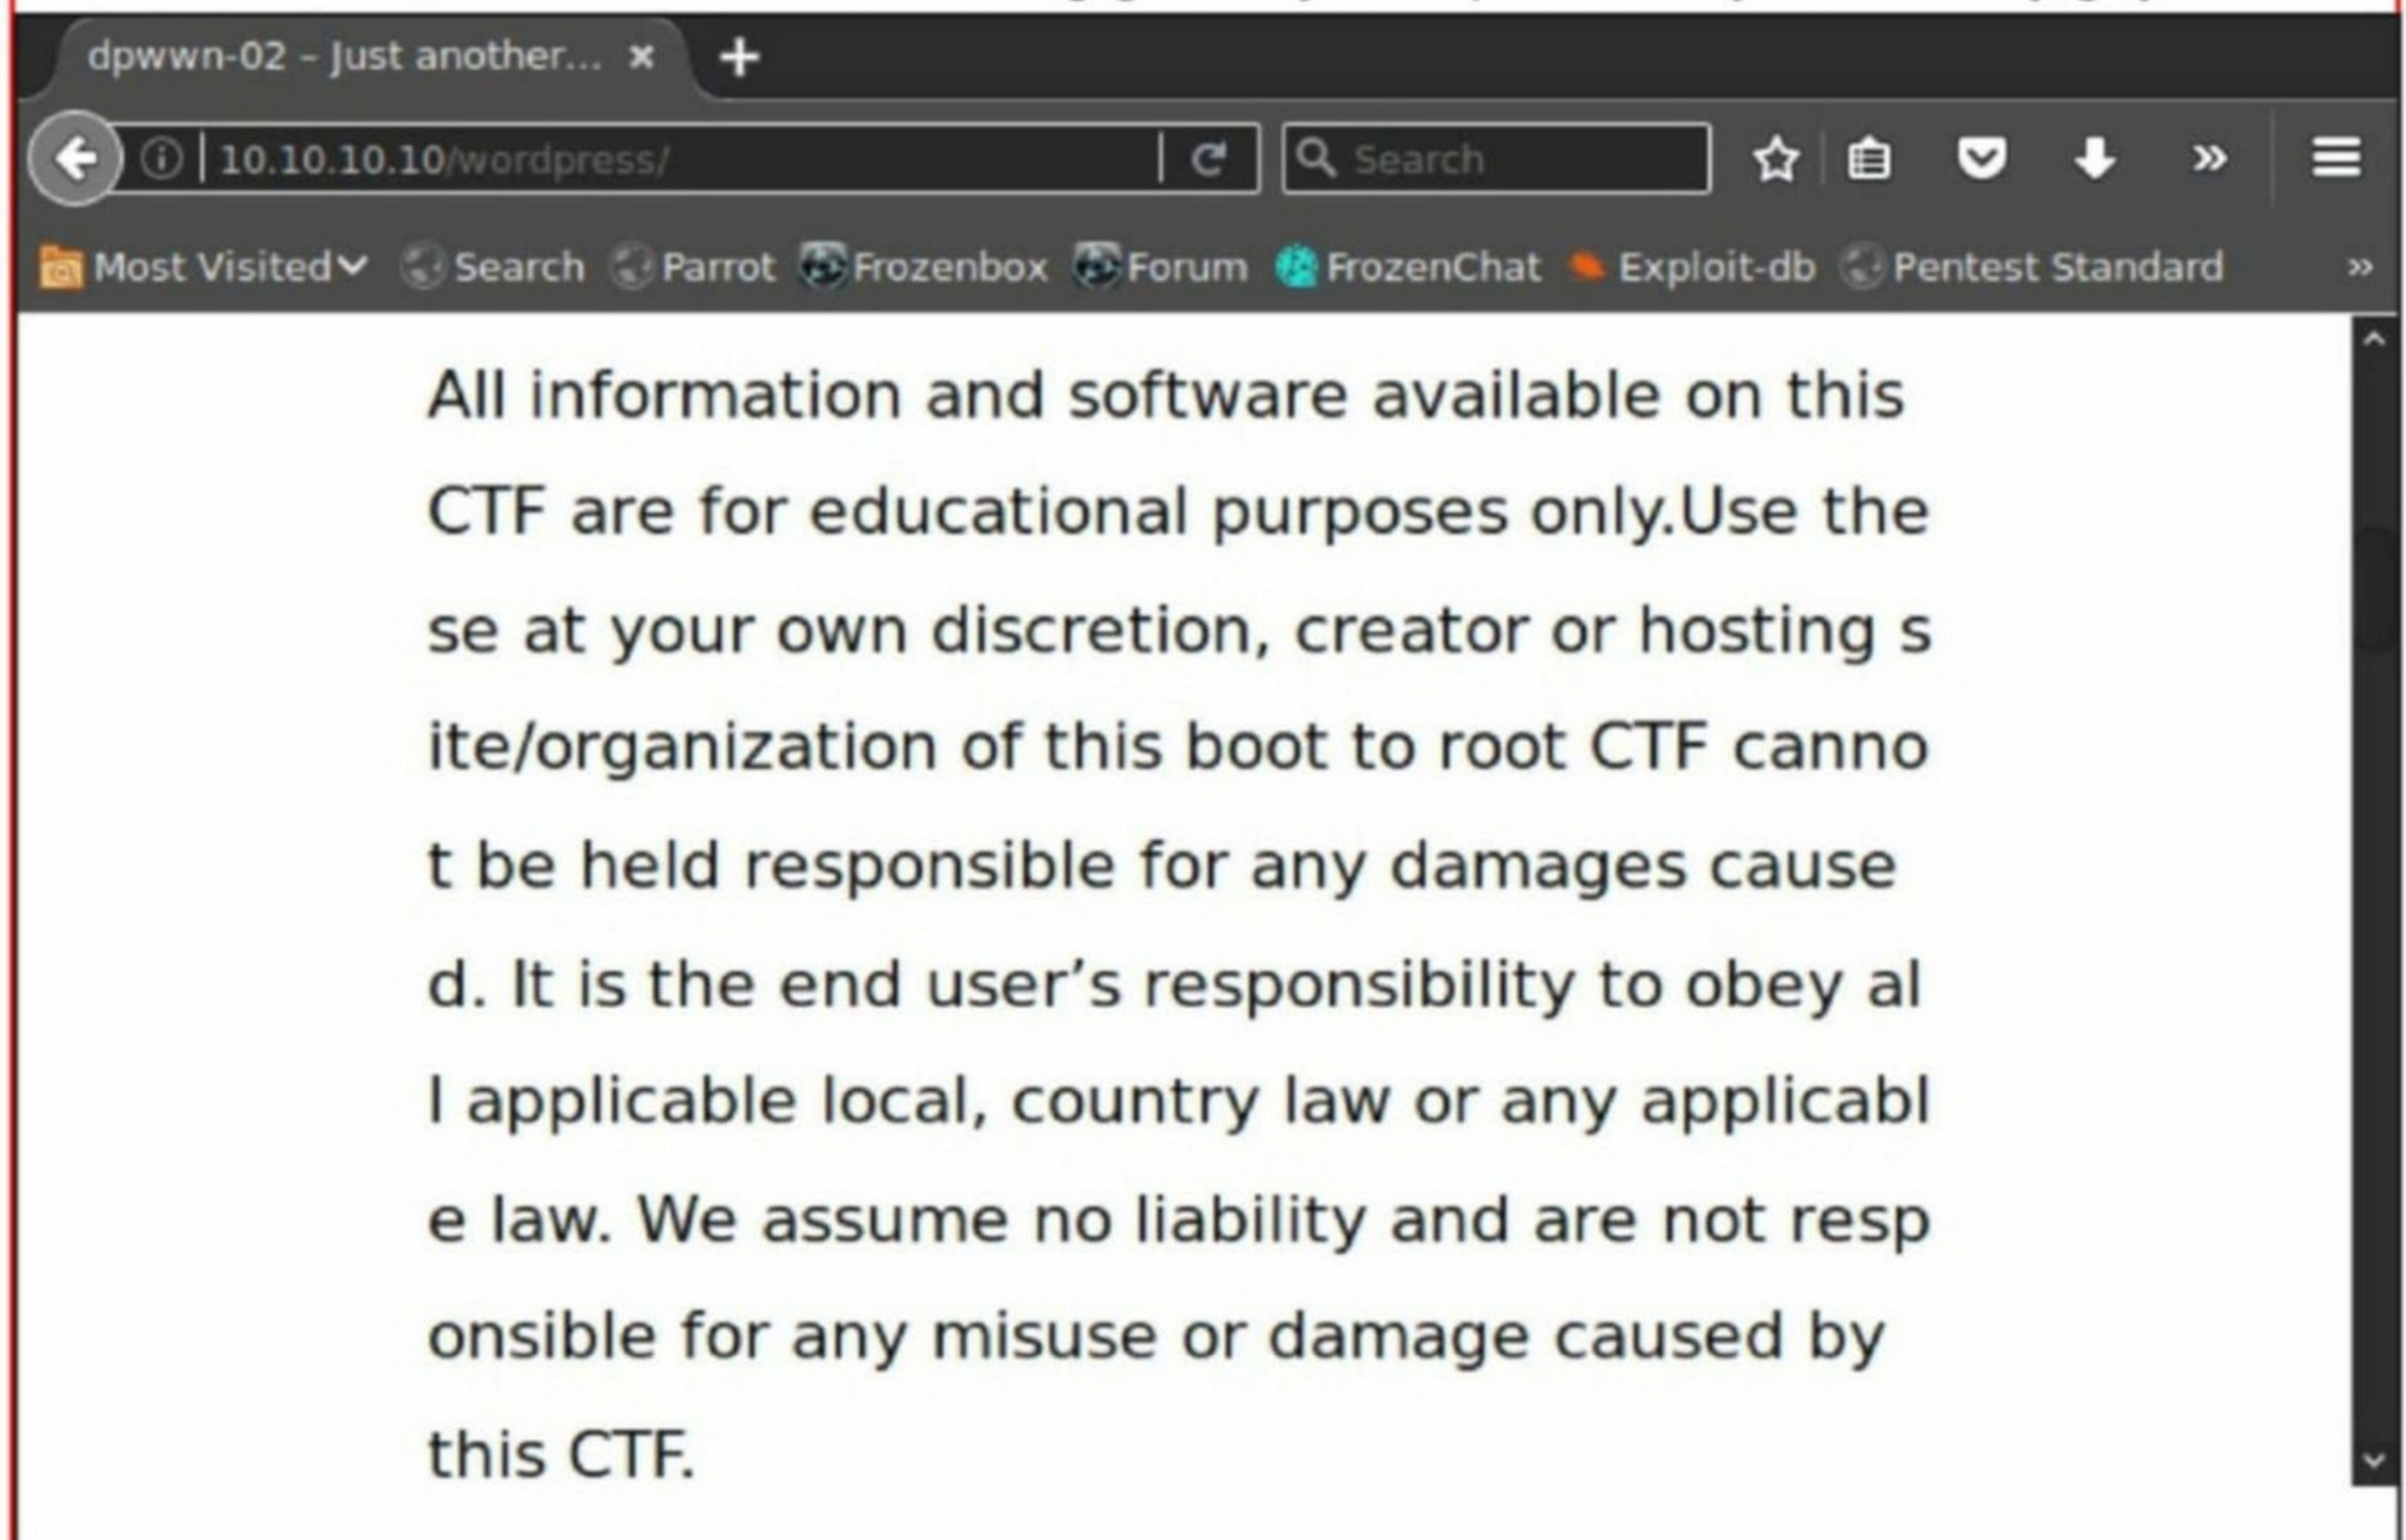 dpwwn-02 – Just another...
10.10.10.10/wordpress/
Search
Most Visited Search Parrot Frozenbox Forum FrozenChat Exploit-db Pentest Standard
All information and software available on this
CTF are for educational purposes only.Use the
se at your own discretion, creator or hosting s
ite/organization of this boot to root CTF canno
t be held responsible for any damages cause
d. It is the end user’s responsibility to obey al
l applicable local, country law or any applicabl
e law. We assume no liability and are not resp
onsible for any misuse or damage caused by
this CTF.